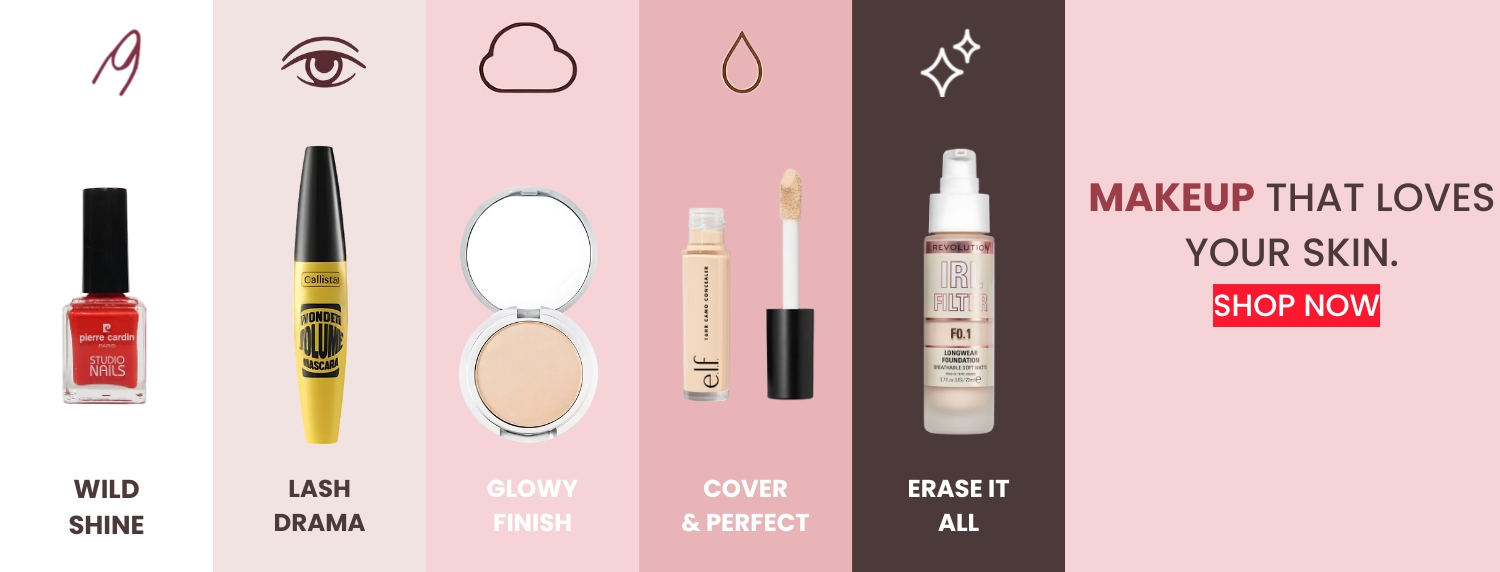 pierre cardin
PARIS
STUDIO
NAILS
WILD
SHINE
Callista
WONDER
VOLUME
MASCARA
LASH
DRAMA
GLOWY
FINISH
16HR CAMO CONCEALER
e.l.f.
COVER
& PERFECT
REVOLUTION
IRL
FILTER
F0.1
LONGWEAR
FOUNDATION
BREATHABLE SOFT MATTE
ERASE IT
ALL
MAKEUP THAT LOVES
YOUR SKIN.
SHOP NOW